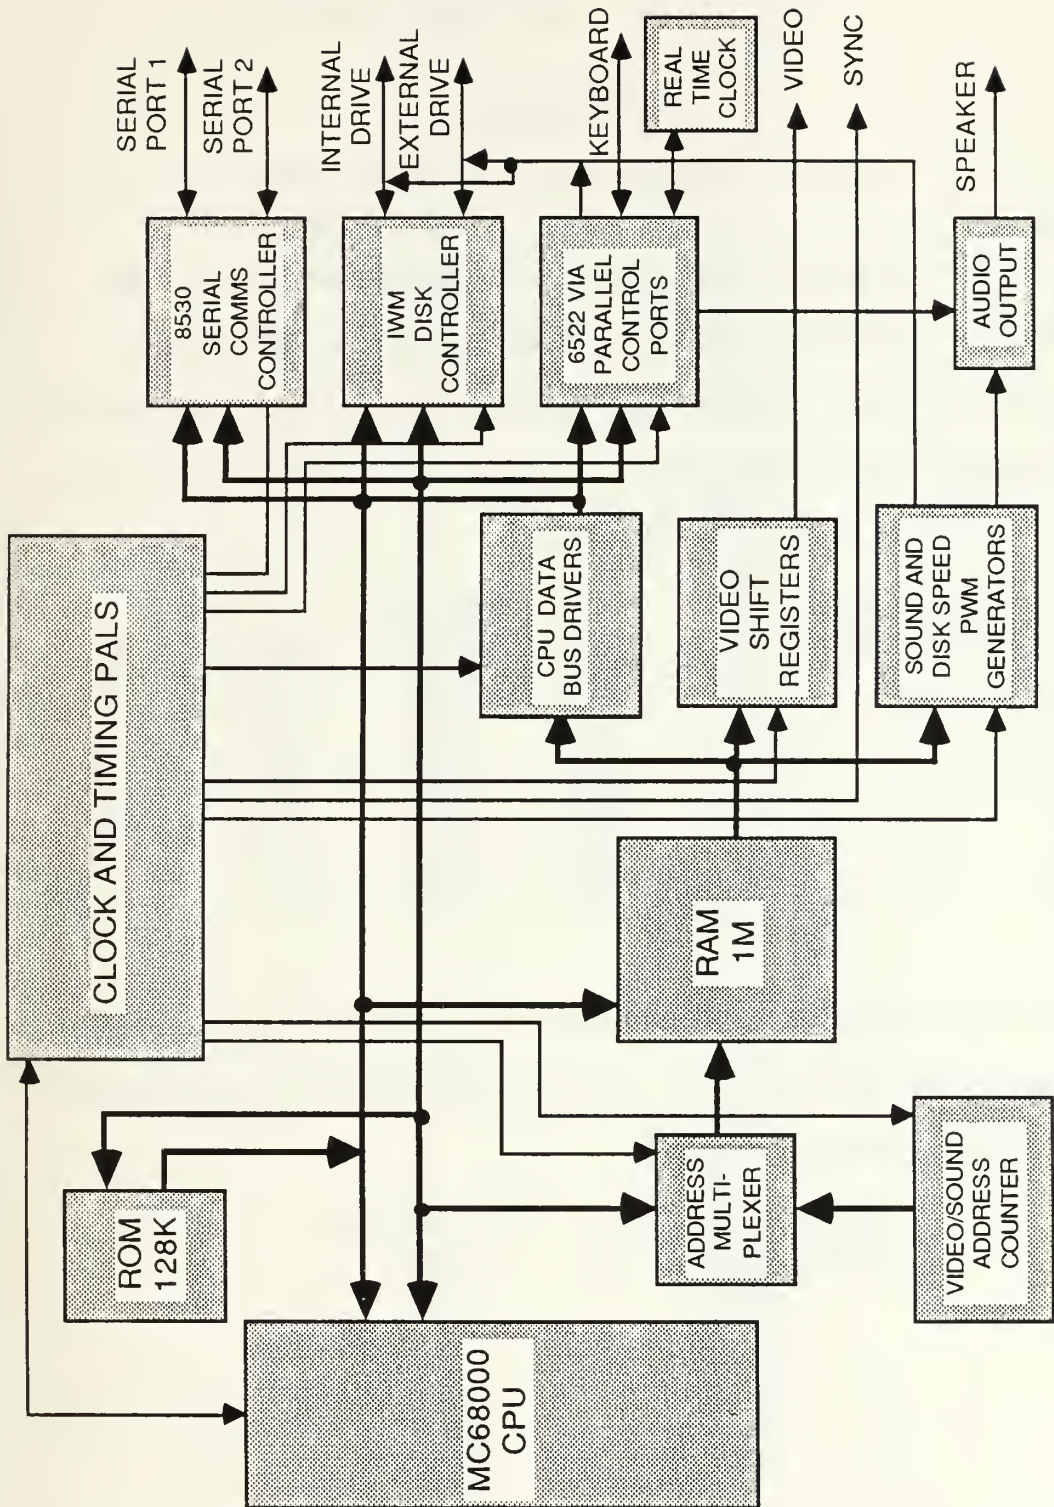 SERIAL
PORT 1
SERIAL
PORT 2
INTERNAL
DRIVE
EXTERNAL
DRIVE
KEYBOARD
REAL
TIME
CLOCK
VIDEO
SYNC
SPEAKER
8530
SERIAL
COMMS
CONTROLLER
IWM
DISK
CONTROLLER
6522 VIA
PARALLEL
CONTROL
PORTS
AUDIO
OUTPUT
CLOCK AND TIMING PALS
CPU DATA
BUS DRIVERS
VIDEO
SHIFT
REGISTERS
SOUND AND
DISK SPEED
PWM
GENERATORS
RAM
1M
ROM
128K
ADDRESS
MULTI-
PLEXER
VIDEO/SOUND
ADDRESS
COUNTER
MC68000
CPU